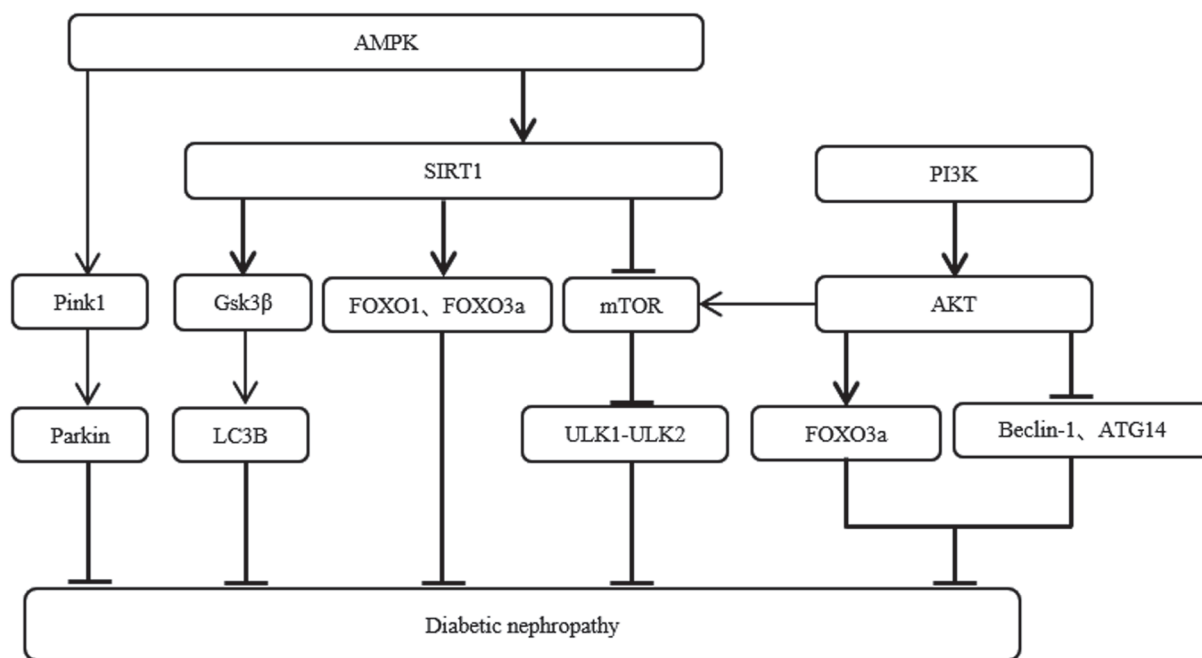 AMPK
SIRT1
PI3K
Pink1
Gsk3β
FOXO1、FOXO3a
mTOR
AKT
Parkin
LC3B
ULK1-ULK2
FOXO3a
Beclin-1、ATG14
Diabetic nephropathy